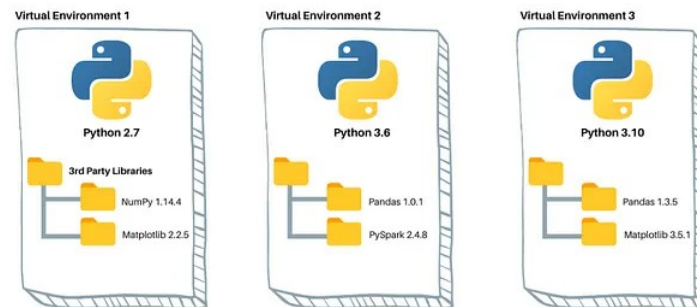 Virtual Environment 1
Python 2.7
3rd Party Libraries
NumPy 1.14.4
Matplotlib 2.2.5
Virtual Environment 2
Python 3.6
Pandas 1.0.1
PySpark 2.4.8
Virtual Environment 3
Python 3.10
Pandas 1.3.5
Matplotlib 3.5.1